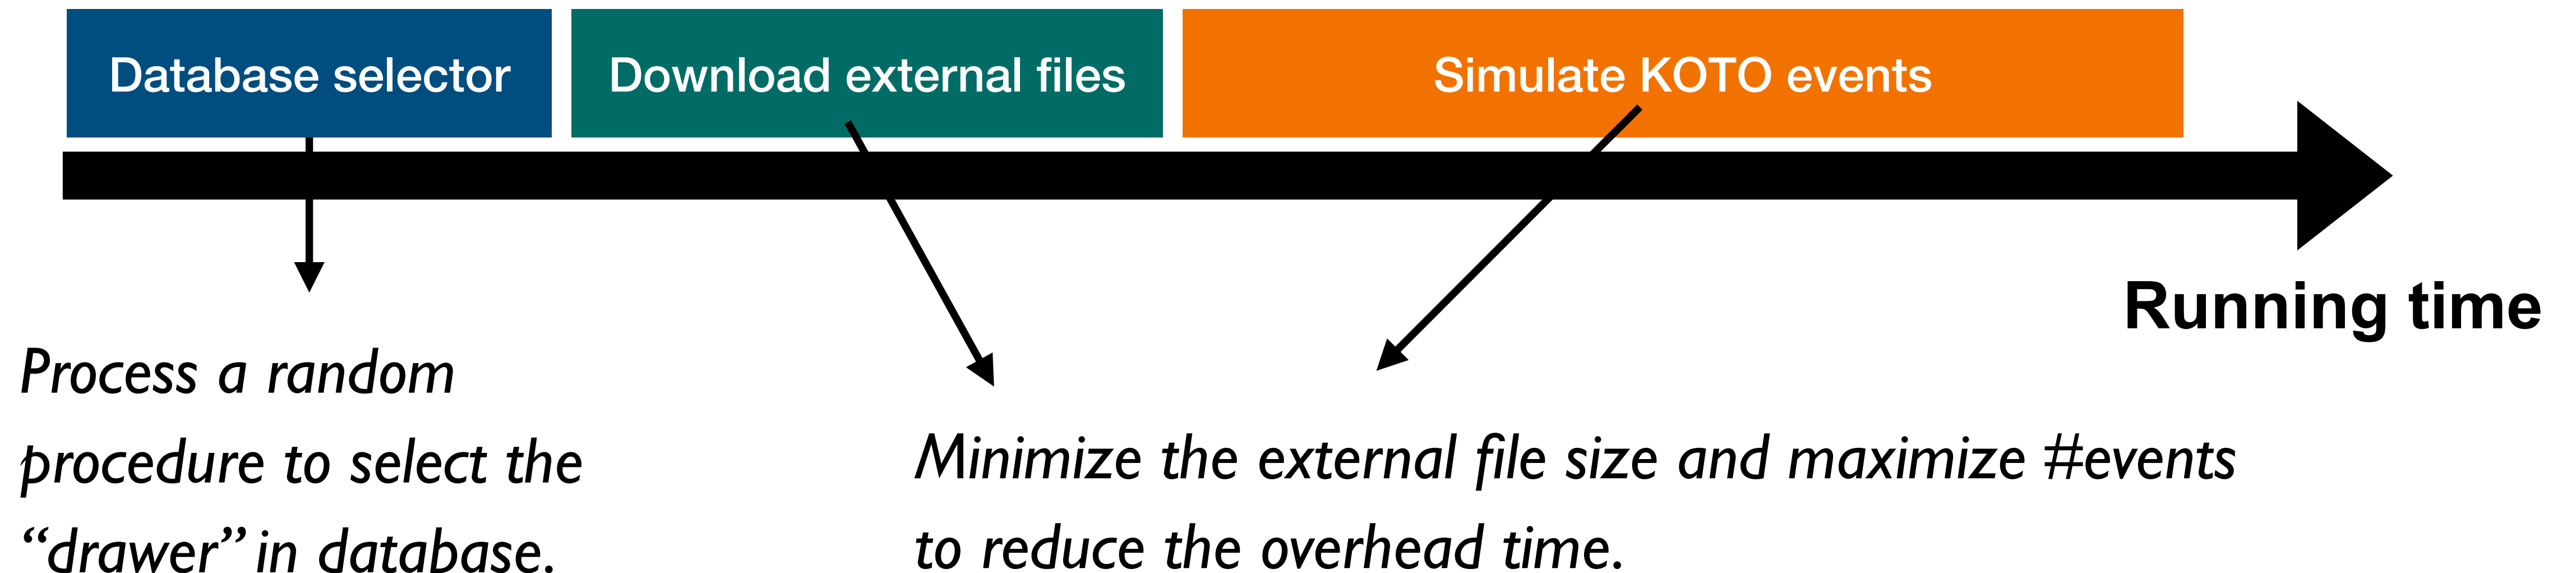 Database selector
Download external files
Simulate KOTO events
Running time
Process a random
procedure to select the
“drawer” in database.
Minimize the external file size and maximize #events
to reduce the overhead time.